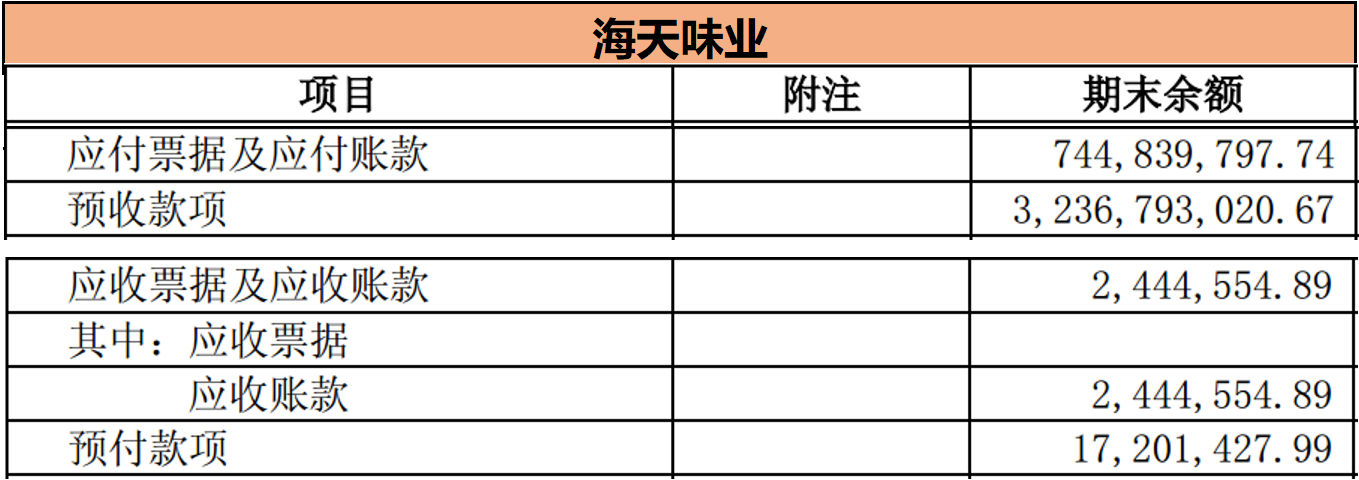 海天味业
项目 附注 期末余额
应付票据及应付账款 744,839,797.74
预收款项 3,236,793,020.67
应收票据及应收账款 2,444,554.89
其中：应收票据
应收账款 2,444,554.89
预付款项 17,201,427.99